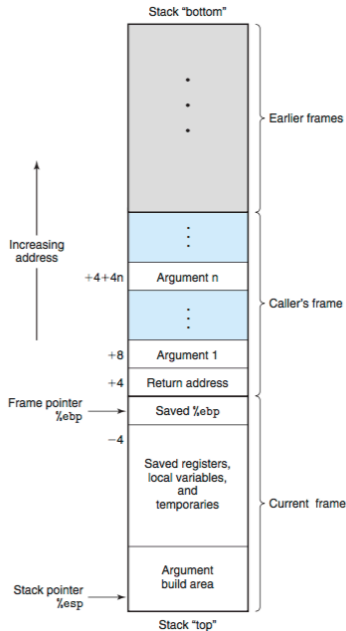 Stack “bottom”
Earlier frames
Increasing
address
+4+4n
Argument n
Caller's frame
+8
Argument 1
+4
Return address
Frame pointer
%ebp
Saved %ebp
−4
Saved registers,
local variables,
and
temporaries
Current frame
Argument
build area
Stack pointer
%esp
Stack “top”